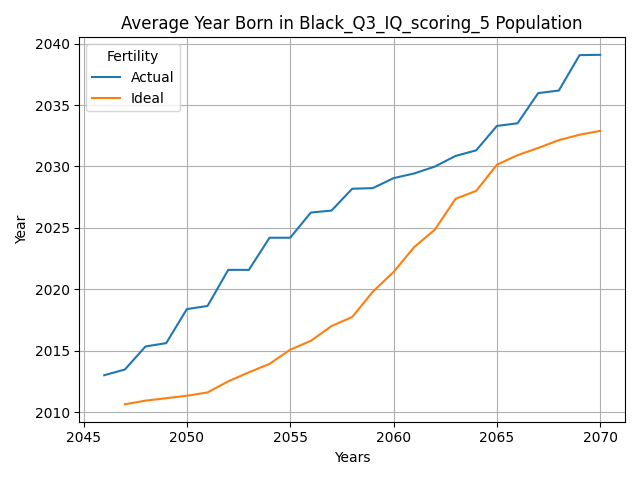 Average Year Born in Black_Q3_IQ_scoring_5 Population
Fertility
Actual
Ideal
2040
2035
2030
2025
2020
2015
2010
Year
2045
2050
2055
2060
2065
2070
Years